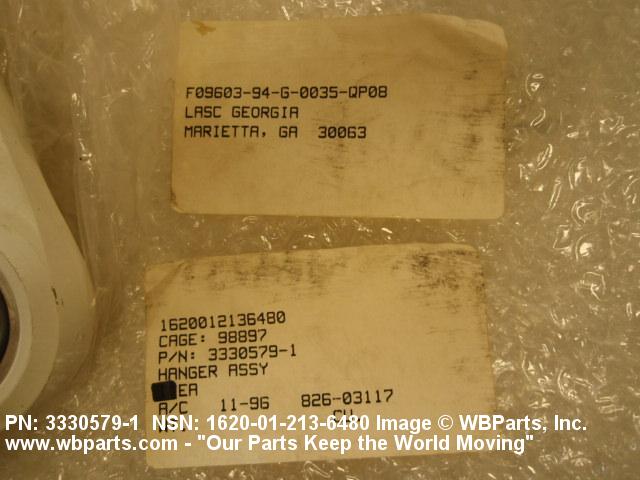 F09603-94-G-0035-QP08
LASC GEORGIA
MARIETTA, GA 30063
1620012136480
CAGE: 98897
P/N: 3330579-1
HANGER ASSY
EA
A/C 11-96 826-03117
PN: 3330579-1 NSN: 1620-01-213-6480 Image © WBParts, Inc.
www.wbparts.com - "Our Parts Keep the World Moving"